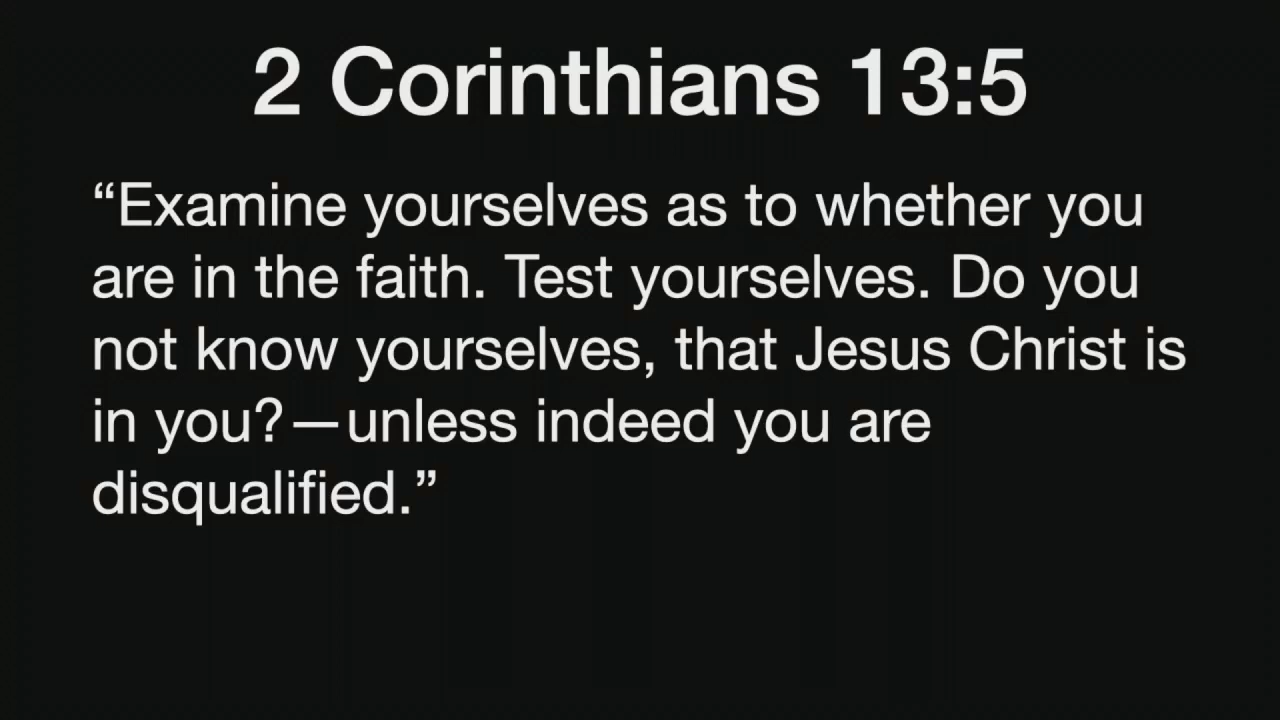 2 Corinthians 13:5
“Examine yourselves as to whether you
are in the faith. Test yourselves. Do you
not know yourselves, that Jesus Christ is
in you?—unless indeed you are
disqualified.”